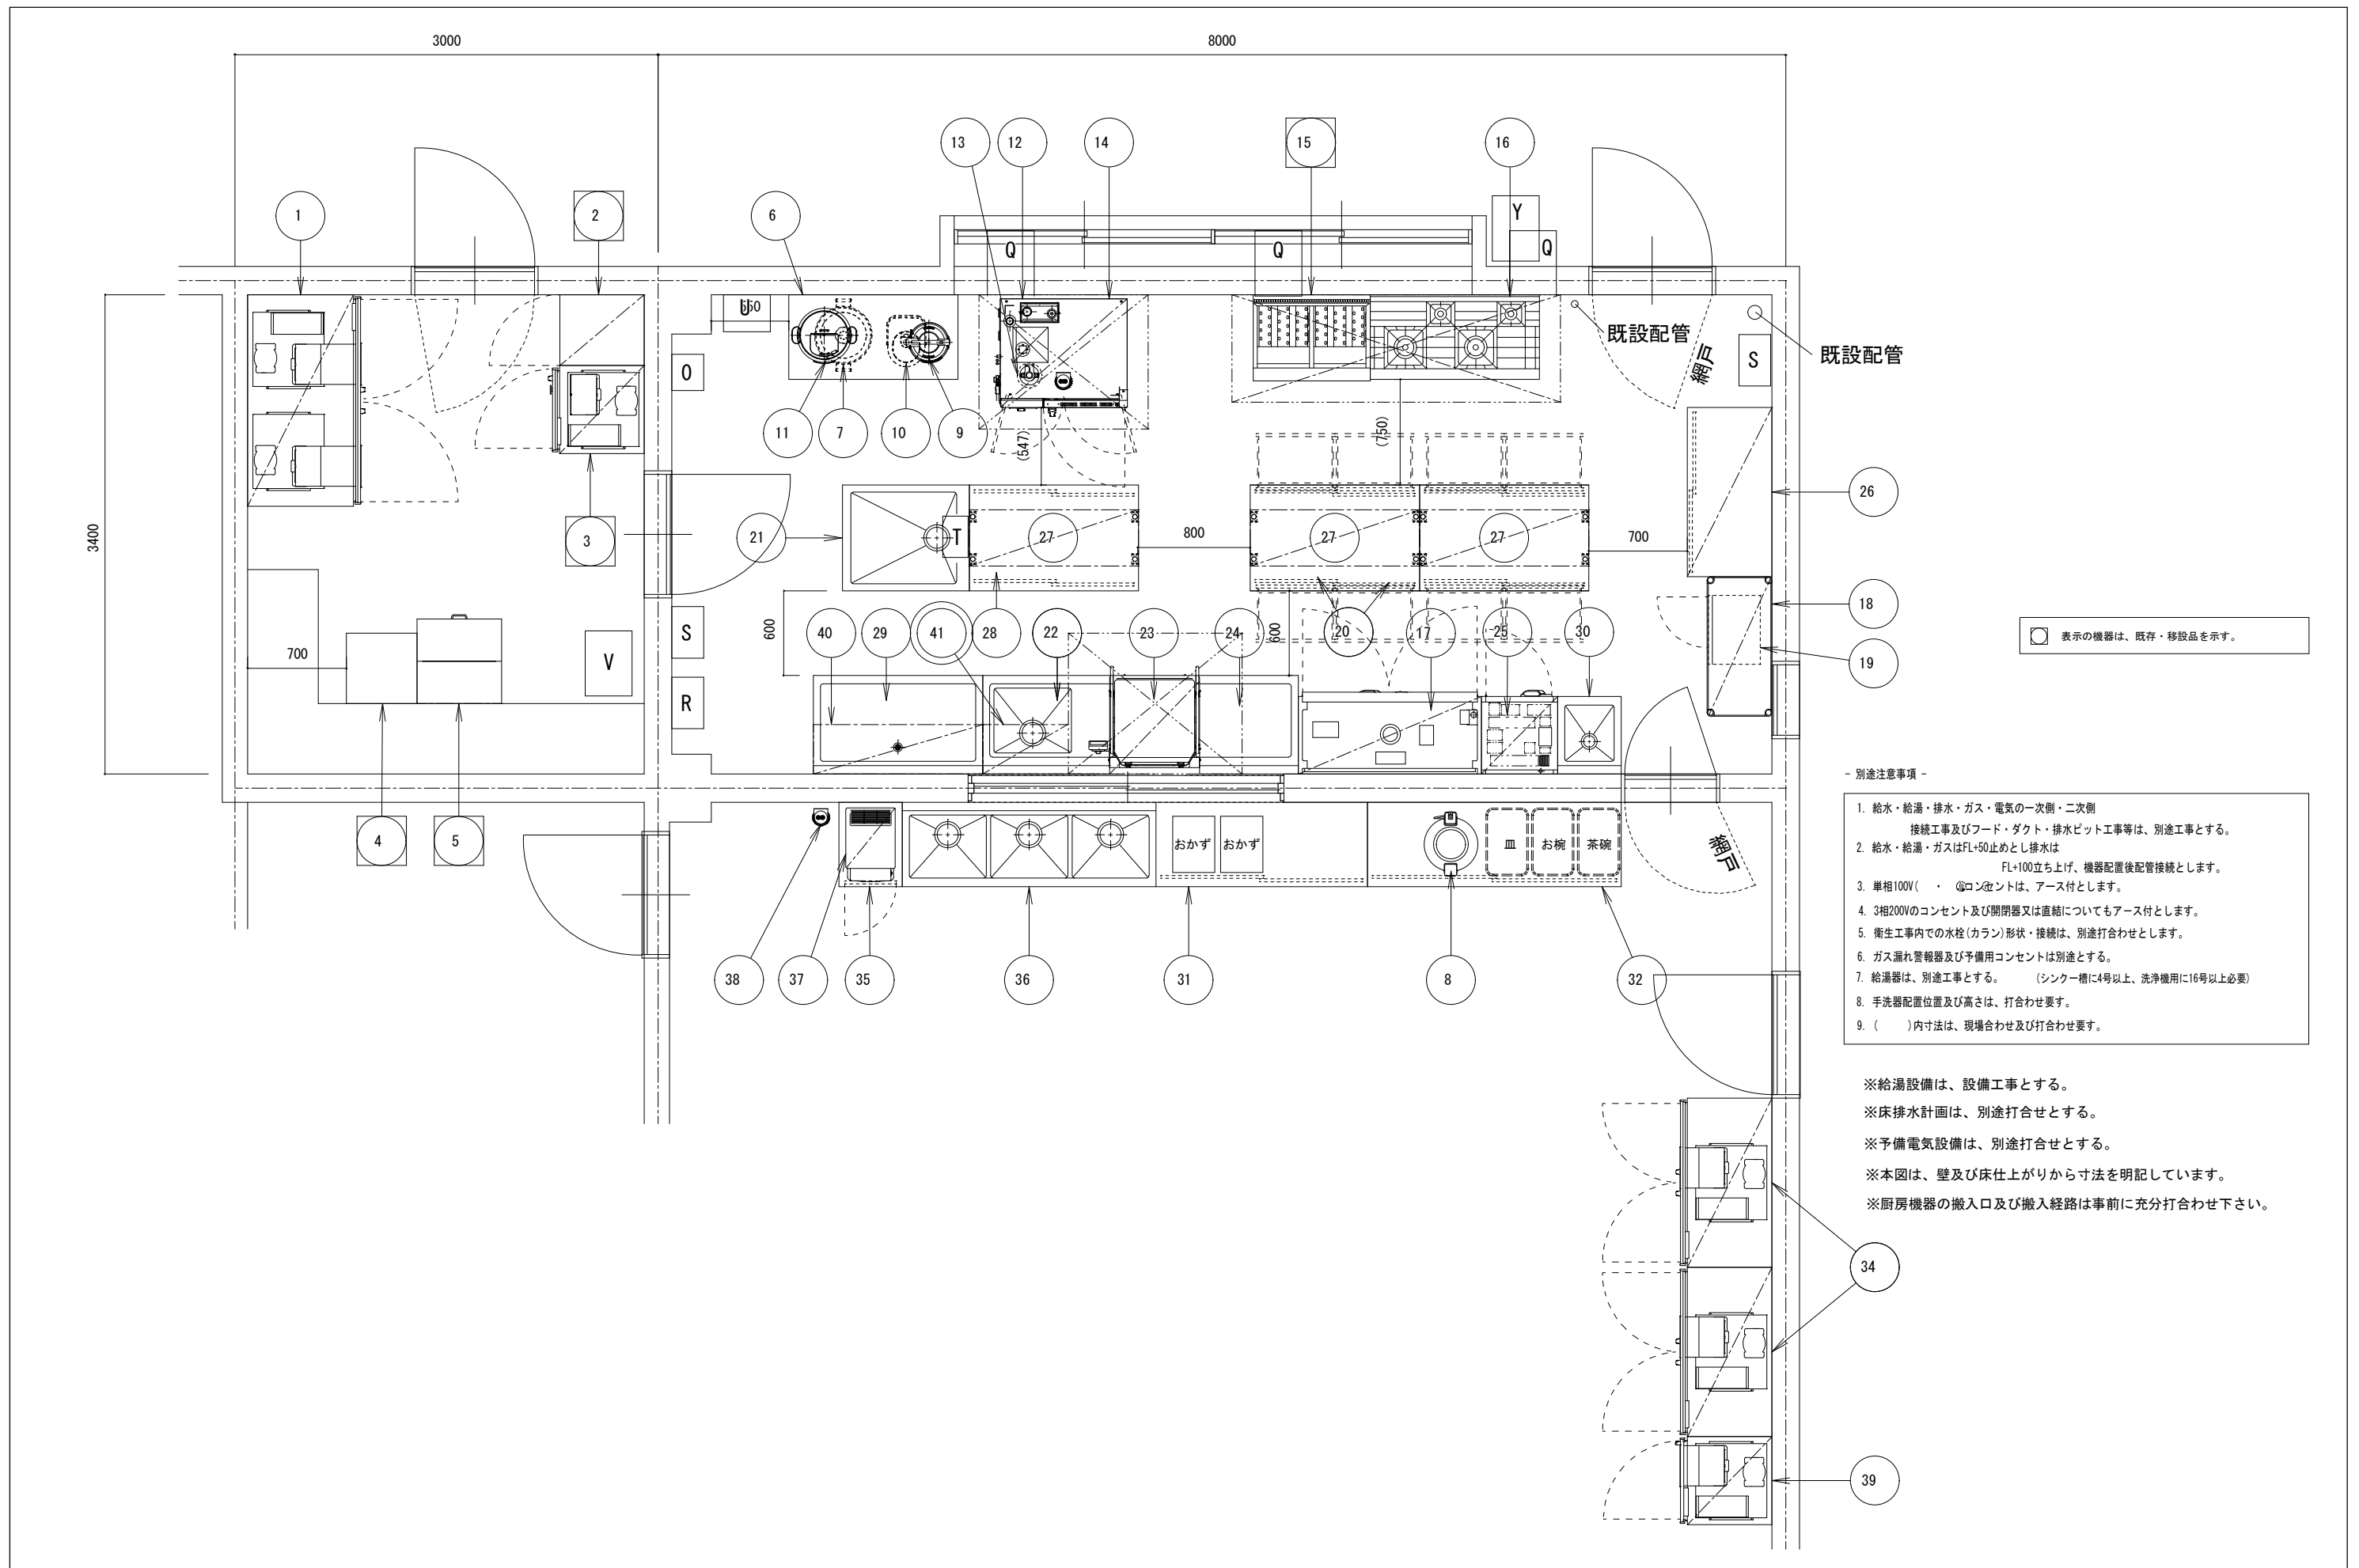 3000
8000
13
12
14
15
16
1
2
6
Y
Q
Q
Q
U
既設配管
既設配管
網戸
O
S
11
7
10
9
(547)
(750)
3400
26
3
21
T
27
27
27
800
700
18
600
600
40
29
41
28
22
23
24
20
17
25
30
S
700
V
19
R
表示の機器は、既存・移設品を示す。
4
5
おかず
おかず
皿
お椀
茶碗
網戸
38
37
35
36
31
8
32
- 別途注意事項 -
1. 給水・給湯・排水・ガス・電気の一次側・二次側
接続工事及びフード・ダクト・排水ピット工事等は、別途工事とする。
2. 給水・給湯・ガスはFL+50止めとし排水は
FL+100立ち上げ、機器配置後配管接続とします。
3. 単相100V( ・ コンセントは、アース付とします。
4. 3相200Vのコンセント及び開閉器又は直結についてもアース付とします。
5. 衛生工事内での水栓(カラン)形状・接続は、別途打合わせとします。
6. ガス漏れ警報器及び予備用コンセントは別途とする。
7. 給湯器は、別途工事とする。 (シンク一槽に4号以上、洗浄機用に16号以上必要)
8. 手洗器配置位置及び高さは、打合わせ要す。
9. ( )内寸法は、現場合わせ及び打合わせ要す。
※給湯設備は、設備工事とする。
※床排水計画は、別途打合せとする。
※予備電気設備は、別途打合せとする。
※本図は、壁及び床仕上がりから寸法を明記しています。
※厨房機器の搬入口及び搬入経路は事前に充分打合わせ下さい。
34
39